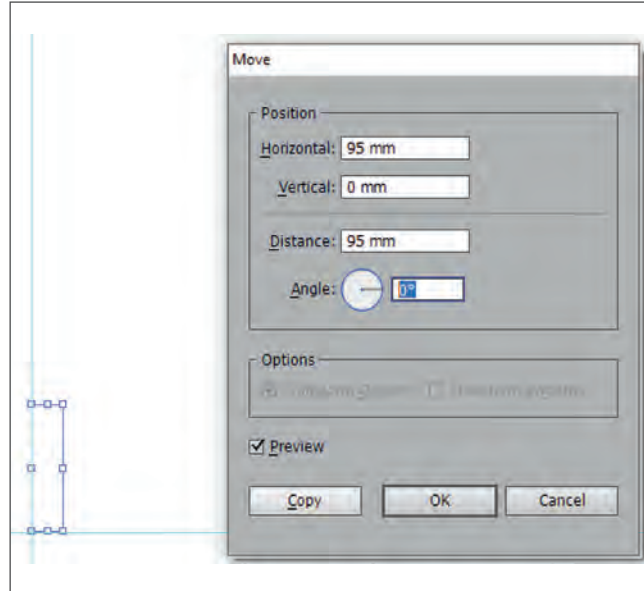 Move
Position
Horizontal: 95 mm
Vertical: 0 mm
Distance: 95 mm
Angle: 0°
Options
Preview
Copy OK Cancel